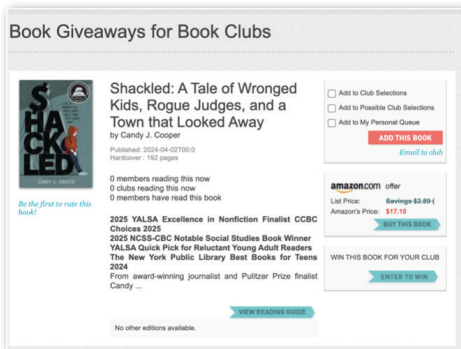 Book Giveaways for Book Clubs
SHACKLED
CANDY J. COOPER
Be the first to rate this
book!
Shackled: A Tale of Wronged
Kids, Rogue Judges, and a
Town that Looked Away
by Candy J. Cooper
Published: 2024-04-02T00:0
Hardcover : 192 pages
0 members reading this now
0 clubs reading this now
0 members have read this book
2025 YALSA Excellence in Nonfiction Finalist CCBC
Choices 2025
2025 NCSS-CBC Notable Social Studies Book Winner
YALSA Quick Pick for Reluctant Young Adult Readers
The New York Public Library Best Books for Teens
2024
From award-winning journalist and Pulitzer Prize finalist
Candy ...
VIEW READING GUIDE
No other editions available.
Add to Club Selections
Add to Possible Club Selections
Add to My Personal Queue
ADD THIS BOOK
Email to club
amazon.com offer
List Price: Savings $2.89 (
Amazon's Price: $17.10
BUY THIS BOOK
WIN THIS BOOK FOR YOUR CLUB
ENTER TO WIN